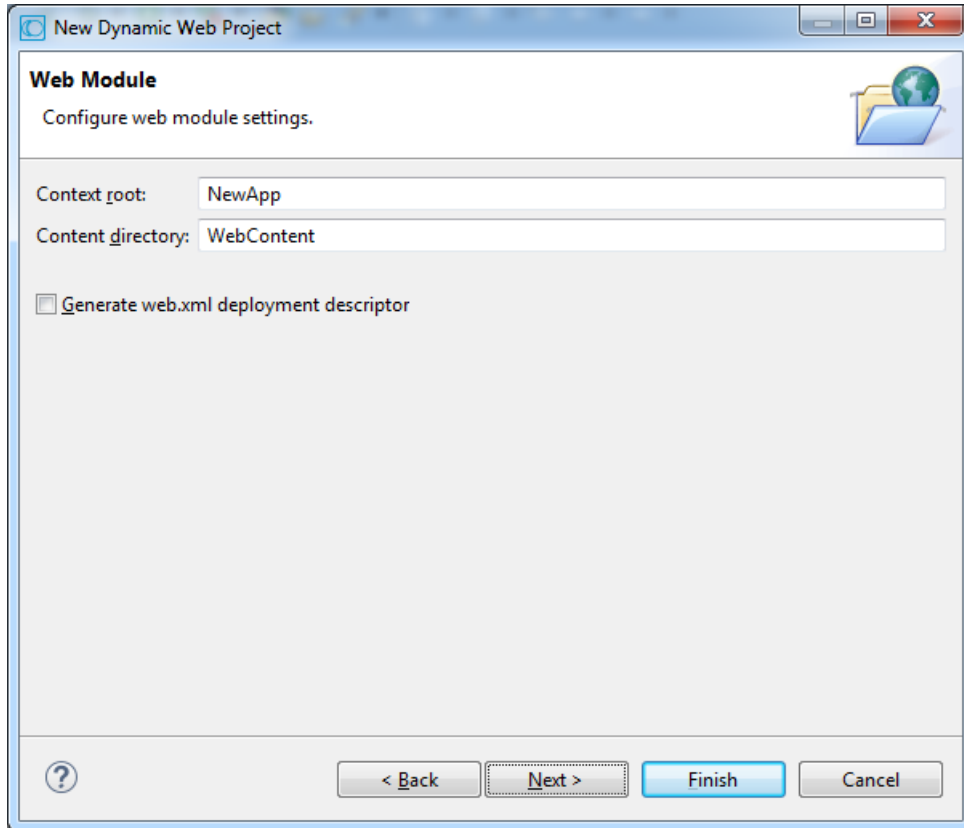 New Dynamic Web Project
Web Module
Configure web module settings.
Context root: NewApp
Content directory: WebContent
Generate web.xml deployment descriptor
? < Back Next > Finish Cancel